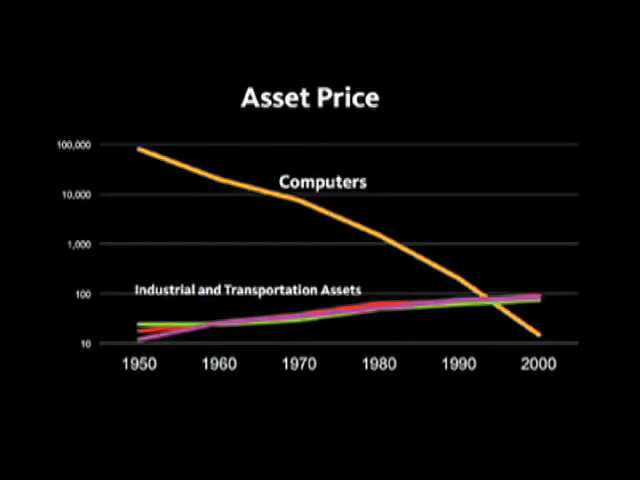 Asset Price
100,000
Computers
10,000
1,000
Industrial and Transportation Assets
100
10
1950 1960 1970 1980 1990 2000